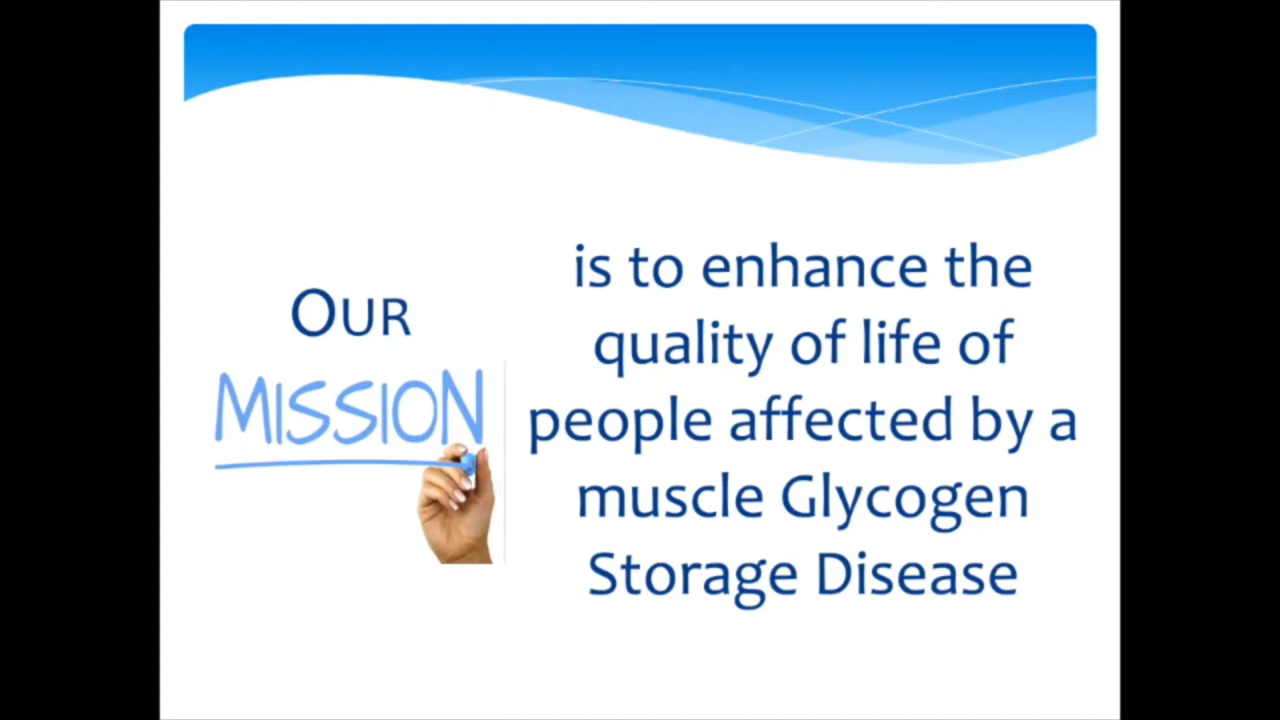 OUR
MISSION
is to enhance the
quality of life of
people affected by a
muscle Glycogen
Storage Disease